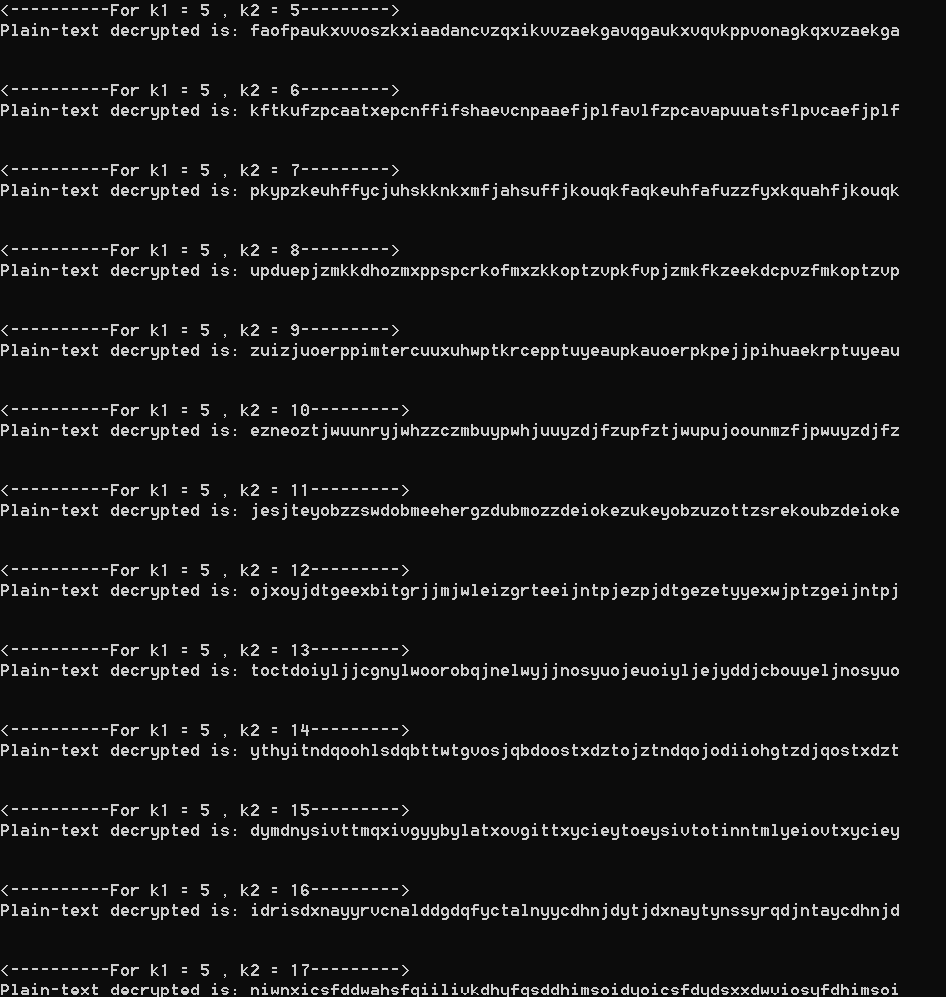 <----------For k1 = 5 , k2 = 5--------->
Plain-text decrypted is: faofpaukxvvoszkxiaadancvzqxikvvzaekgavqgaukxvqvkppvonagkqxvzaekga
<----------For k1 = 5 , k2 = 6--------->
Plain-text decrypted is: kftkufzpcaatxepcnffifshaevcnpaaefjplfavlfzpcavapuuatsflpvcaefjplf
<----------For k1 = 5 , k2 = 7--------->
Plain-text decrypted is: pkypzkeuhffycjuhskknkxmfjahsuffjkouqkfaqkeuhfafuzzfyxkquahfjkouqk
<----------For k1 = 5 , k2 = 8--------->
Plain-text decrypted is: upduepjzmkkdhozmxppspcrkofmxzkkoptzvpkfvpjzmkfkzeekdcpvzfmkoptzvp
<----------For k1 = 5 , k2 = 9--------->
Plain-text decrypted is: zuizjuoerppimtercuuxuhwptkrcepptuyeaupkauoerpkpejjpihuaekrptuyeau
<----------For k1 = 5 , k2 = 10--------->
Plain-text decrypted is: ezneoztjwuunryjwhzzczmbuypwhjuuyzdjfzupfztjwupujoounmzfjpwuyzdjfz
<----------For k1 = 5 , k2 = 11--------->
Plain-text decrypted is: jesjteyobzzswdobmeehergzdubmozzdeiokezukeyobzuzottzsrekoubzdeioke
<----------For k1 = 5 , k2 = 12--------->
Plain-text decrypted is: ojxoyjdtgeexbitgrjjmjwleizgrteeijntpjezpjdtgezetyyexwjptzgeijntpj
<----------For k1 = 5 , k2 = 13--------->
Plain-text decrypted is: toctdoiyljjcgnylwoorobqjnelwyjjnosyuojeuoiyljejyddjcbouyeljnosyuo
<----------For k1 = 5 , k2 = 14--------->
Plain-text decrypted is: ythyitndqoohlsdqbttwtgvosjqbdoostxdztojztndqojodiiohgtzdjqostxdzt
<----------For k1 = 5 , k2 = 15--------->
Plain-text decrypted is: dymdnysivttmqxivgyybylatxovgittxycieytoeysivtotinntmlyeiovtxyciey
<----------For k1 = 5 , k2 = 16--------->
Plain-text decrypted is: idrisdxnayyrvcnalddgdqfyctalnyycdhnjdytjdxnaytynssyrqdjntaycdhnjd
<----------For k1 = 5 , k2 = 17--------->
Plain-text decrypted is: niwnxicsfddwahsfqiilivkdhyfqsddhimsoidyoicsfdydsxxdwviosyfdhimsoi